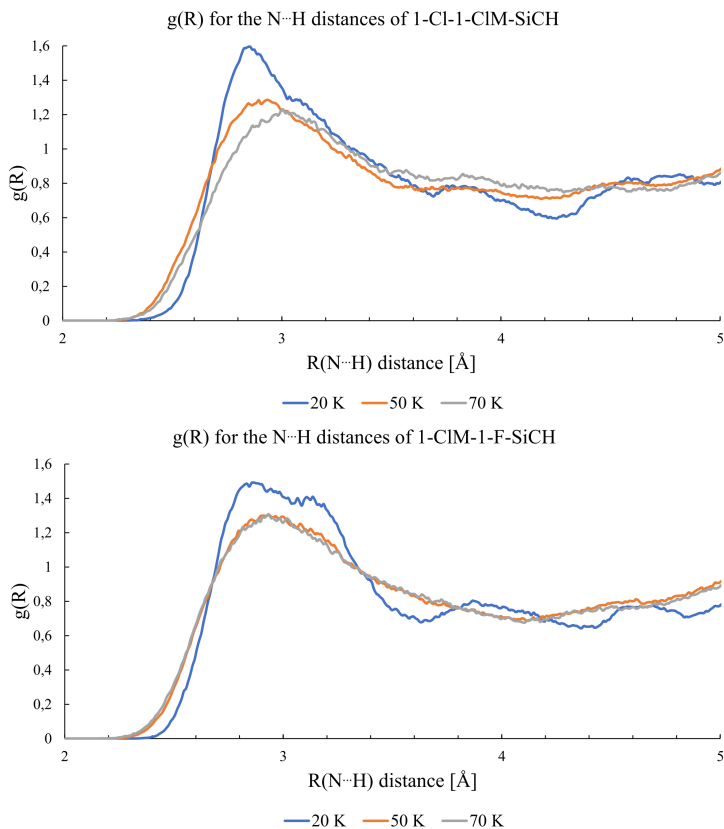 g(R) for the N···H distances of 1-Cl-1-ClM-SiCH
1,6
1,4
1,2
1
0,8
0,6
0,4
0,2
0
g(R)
2 3 4 5
R(N···H) distance [Å]
20 K 50 K 70 K
g(R) for the N···H distances of 1-ClM-1-F-SiCH
1,6
1,4
1,2
1
0,8
0,6
0,4
0,2
0
g(R)
2 3 4 5
R(N···H) distance [Å]
20 K 50 K 70 K